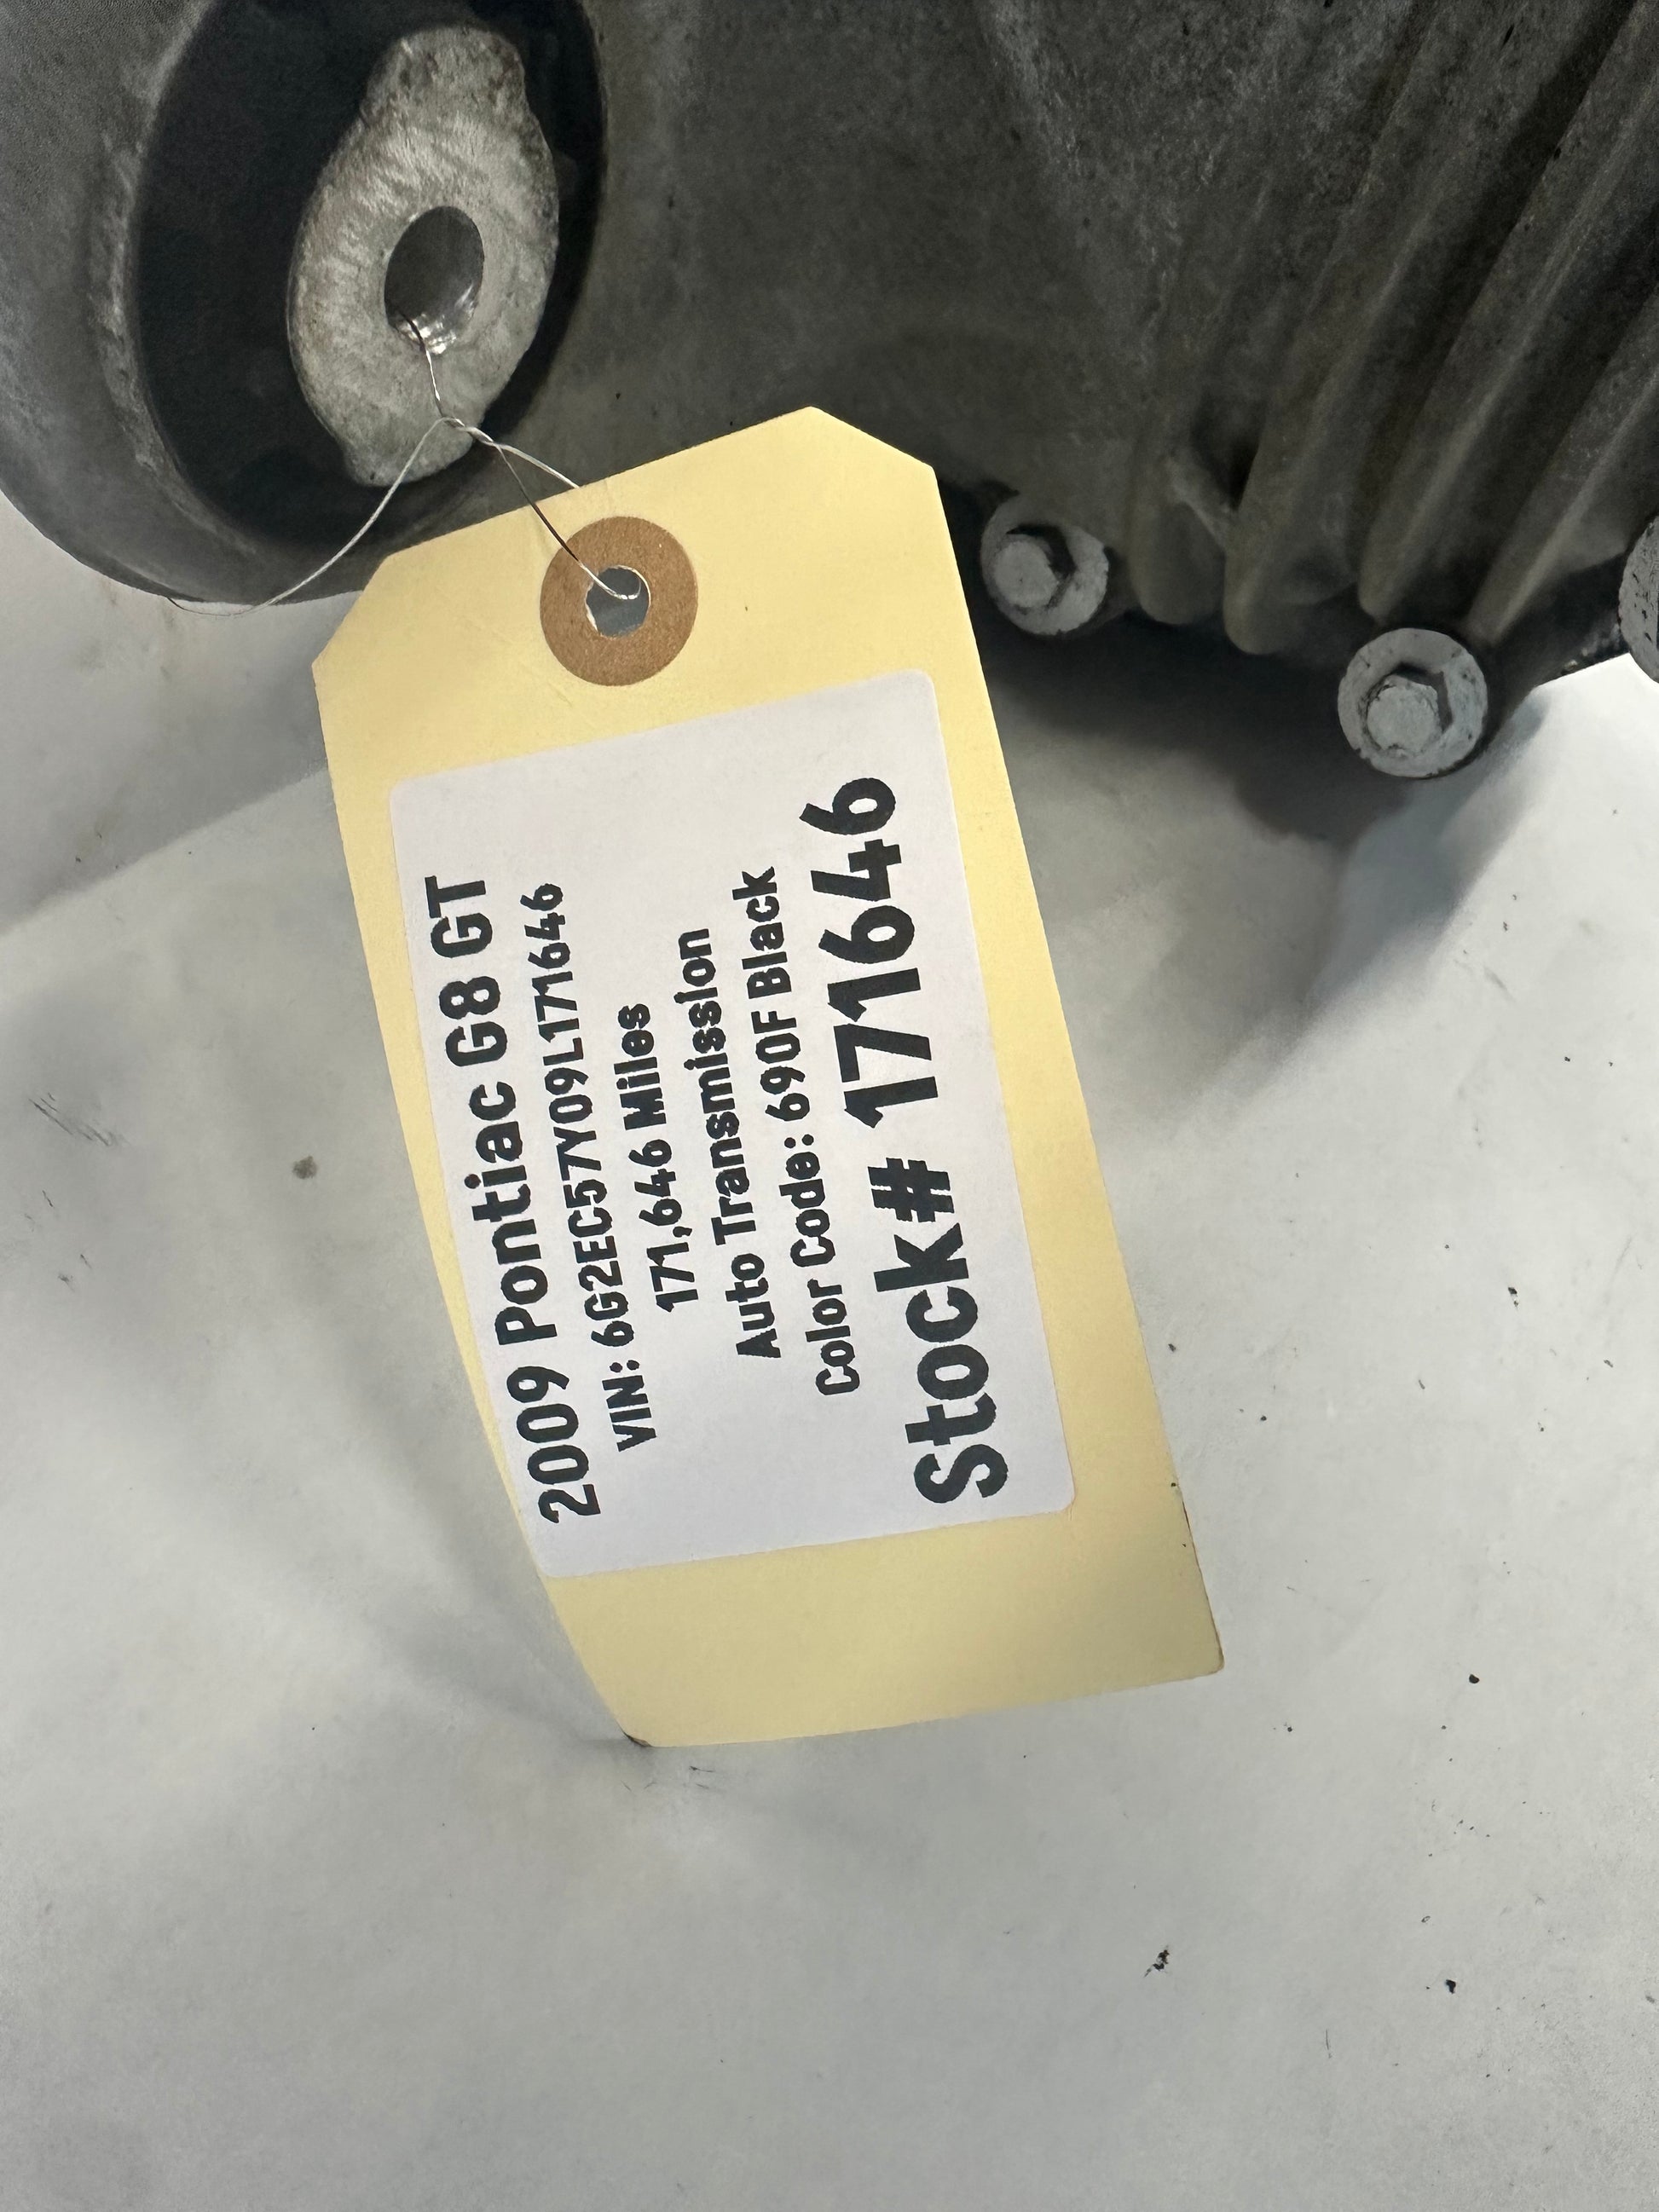 2009 Pontiac G8 GT
VIN: 6G2EC57Y09L171646
171,646 Miles
Auto Transmission
Color Code: 690F Black
Stock# 171646